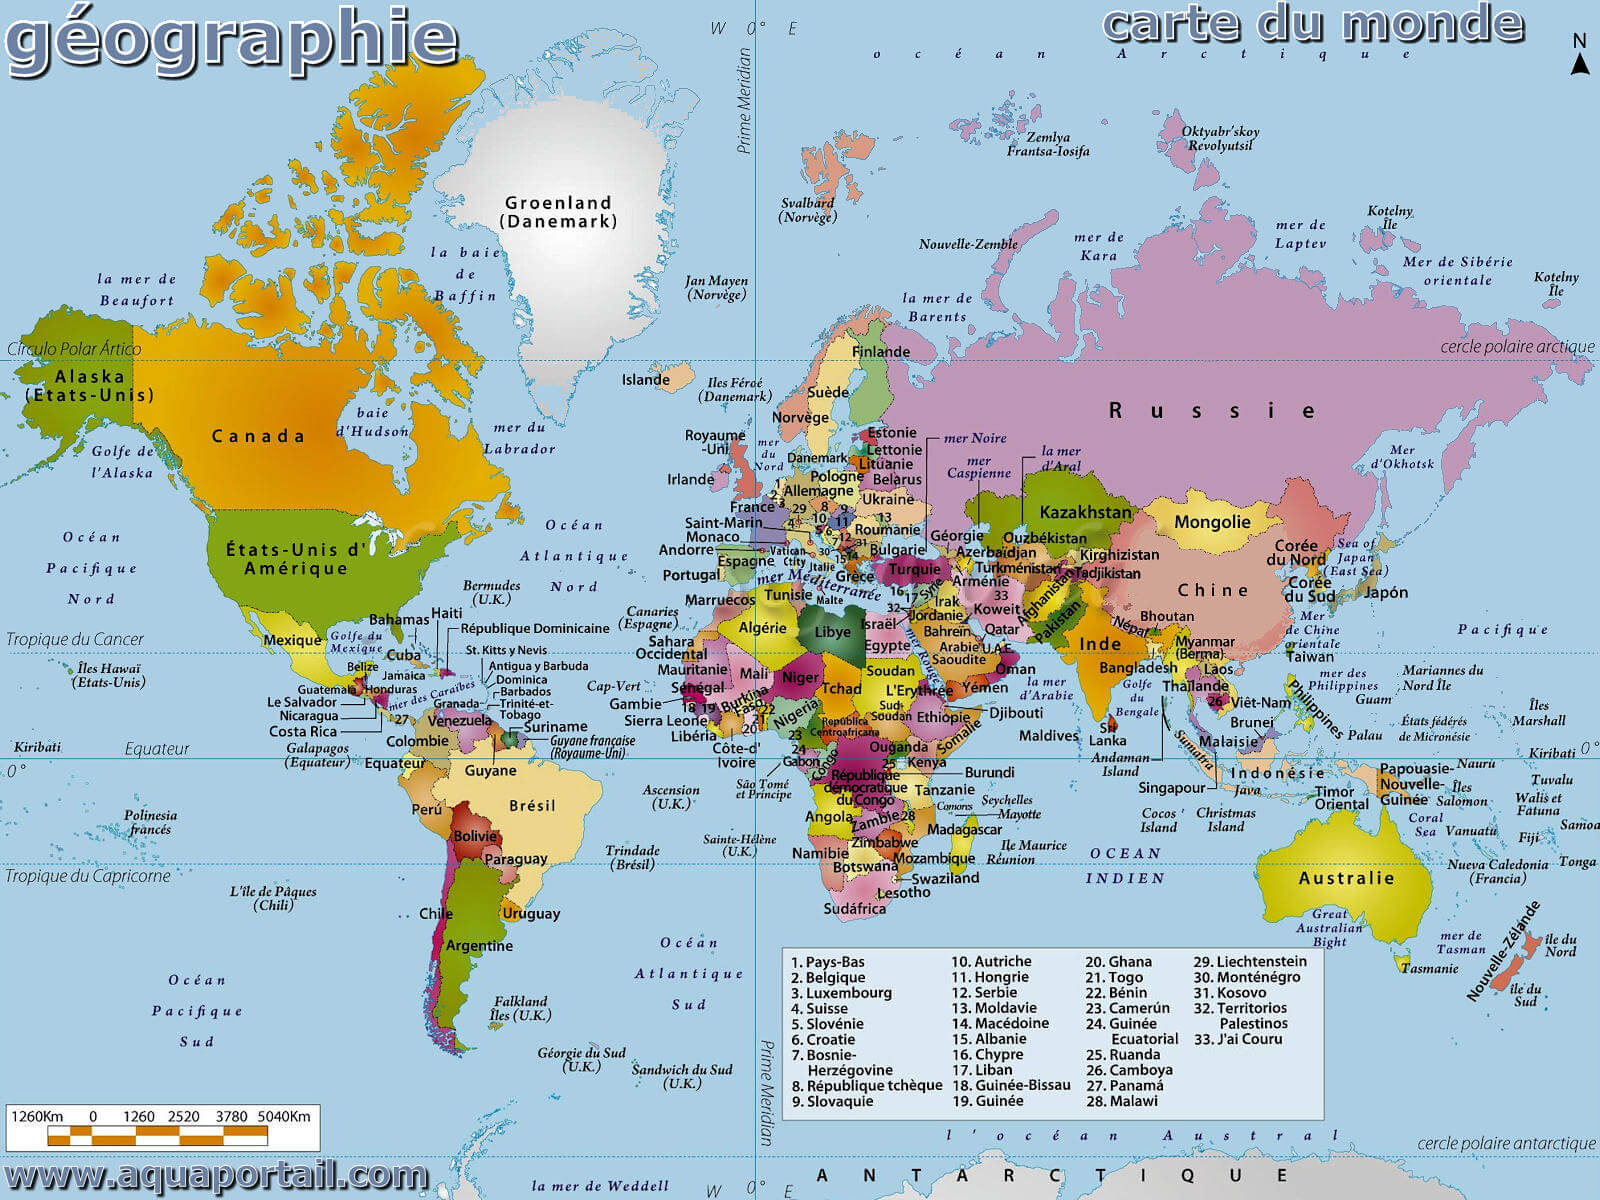 géographie
carte du monde
W 0° E
N
océan Arctique
Prime Meridian
Zemlya
Frantsa-Iosifa
Oktyabr'skoy
Revolyutsil
Svalbard
(Norvège)
Groenland
(Danemark)
Nouvelle-Zemble
mer de
Kara
mer de
Laptev
Kotelny
Île
Mer de Sibérie
orientale
Kotelny
Île
la mer de
Beaufort
la baie
de
Baffin
Jan Mayen
(Norvège)
la mer de
Barents
Círculo Polar Ártico
cercle polaire arctique
Alaska
(Etats-Unis)
Islande
Iles Féroé
(Danemark)
Finlande
Suède
Norvège
Russie
Canada
baie
d'Hudson
mer du
Labrador
Golfe de
l'Alaska
Royaume
-Uni
mer
du
Nord
Estonie
Lettonie
Lituanie
Danemark
mer Noire
mer
Caspienne
la mer
d'Aral
Mer
d'Okhotsk
Irlande
Pologne
Belarus
Allemagne
Ukraine
1
2
3
29
8
9
13
10
11
4
5
6
12
7
31
30
15
14
France
Saint-Marin
Monaco
Andorre
Vatican
Ctity
Italie
Espagne
Portugal
Roumanie
Bulgarie
Grèce
Géorgie
Azerbaïdjan
Arménie
Turquie
mer Méditerranée
Kazakhstan
Ouzbékistan
Turkménistan
Kirghizistan
Tadjikistan
Mongolie
Corée
du Nord
Corée
du Sud
Sea of
Japan
(East Sea)
Japón
Chine
Océan
Pacifique
Nord
États-Unis d'
Amérique
Océan
Atlantique
Nord
Bermudes
(U.K.)
Canaries
(Espagne)
Marruecos
Tunisie
Malte
16
17
Syrie
32
Irak
Jordanie
Israël
33
Koweit
Bahreïn
Qatar
Arabie
Saoudite
U.A.E.
Oman
Yémen
mer Rouge
Afghanistan
Pakistan
Népal
Bhoutan
Inde
Bangladesh
Myanmar
(Berma)
Laos
Thaïlande
26
Viêt-Nam
Mer
de Chine
orientale
Taiwan
Pacifique
Tropique du Cancer
Îles Hawaï
(Etats-Unis)
Mexique
Golfe du
Mexique
Bahamas
Haiti
République Dominicaine
Cuba
Belize
Jamaica
Guatemala
Honduras
Le Salvador
Nicaragua
Costa Rica
27
mer des Caraïbes
St. Kitts y Nevis
Antigua y Barbuda
Dominica
Barbados
Granada
Trinité-et-
Tobago
Venezuela
Suriname
Guyane française
(Royaume-Uni)
Colombie
Guyane
Sahara
Occidental
Algérie
Libye
Egypte
Mauritanie
Mali
Niger
Tchad
Soudan
L'Erythrée
Sénégal
Cap-Vert
Gambie
18
19
Burkina
Faso
Sierra Leone
Libéria
Côte-d'
Ivoire
20
21
22
Nigeria
23
24
République
Centroafricana
Sud-
Soudan
Ethiopie
Djibouti
Somalie
la mer
d'Arabie
Golfe
du
Bengale
Sri
Lanka
Maldives
Andaman
Island
Brunei
Malaisie
Philippines
mer des
Philippines
Guam
Mariannes du
Nord Île
Palau
États fédérés
de Micronésie
Îles
Marshall
Kiribati
Kiribati
Equateur
0°
Galapagos
(Equateur)
Equateur
Gabon
Congo
São Tomé
et Príncipe
Ouganda
25
Kenya
Burundi
République
démocratique
du Congo
Tanzanie
Sumatra
Singapour
Java
Indonésie
Timor
Oriental
Papouasie-
Nouvelle-
Guinée
Îles
Salomon
Nauru
Tuvalu
Walis et
Fatuna
Samoa
Coral
Sea
Vanuatu
Fiji
0°
Perú
Brésil
Bolivie
Polinesia
francés
Ascension
(U.K.)
Sainte-Hélène
(U.K.)
Trindade
(Brésil)
Angola
Zambie
28
Comores
Seychelles
Mayotte
Madagascar
Ile Maurice
Réunion
Zimbabwe
Mozambique
Namibie
Botswana
Swaziland
Lesotho
Sudáfrica
Cocos
Island
Christmas
Island
OCEAN
INDIEN
Australie
Nueva Caledonia
(Francia)
Tonga
Tropique du Capricorne
L'île de Pâques
(Chili)
Paraguay
Chile
Uruguay
Argentine
Great
Australian
Bight
mer de
Tasman
Tasmanie
Nouvelle-Zélande
île du
Nord
île du
Sud
Océan
Pacifique
Sud
Océan
Atlantique
Sud
Falkland
Îles (U.K.)
Géorgie du Sud
(U.K.)
Sandwich du Sud
(U.K.)
1. Pays-Bas
2. Belgique
3. Luxembourg
4. Suisse
5. Slovénie
6. Croatie
7. Bosnie-
Herzégovine
8. République tchèque
9. Slovaquie
10. Autriche
11. Hongrie
12. Serbie
13. Moldavie
14. Macédoine
15. Albanie
16. Chypre
17. Liban
18. Guinée-Bissau
19. Guinée
20. Ghana
21. Togo
22. Bénin
23. Camerún
24. Guinée
Ecuatorial
25. Ruanda
26. Camboya
27. Panamá
28. Malawi
29. Liechtenstein
30. Monténégro
31. Kosovo
32. Territorios
Palestinos
33. J'ai Couru
Prime Meridian
1260Km 0 1260 2520 3780 5040Km
l'océan Austral
cercle polaire antarctique
www.aquaportail.com
la mer de Weddell
W 0° E
ANTARCTIQUE